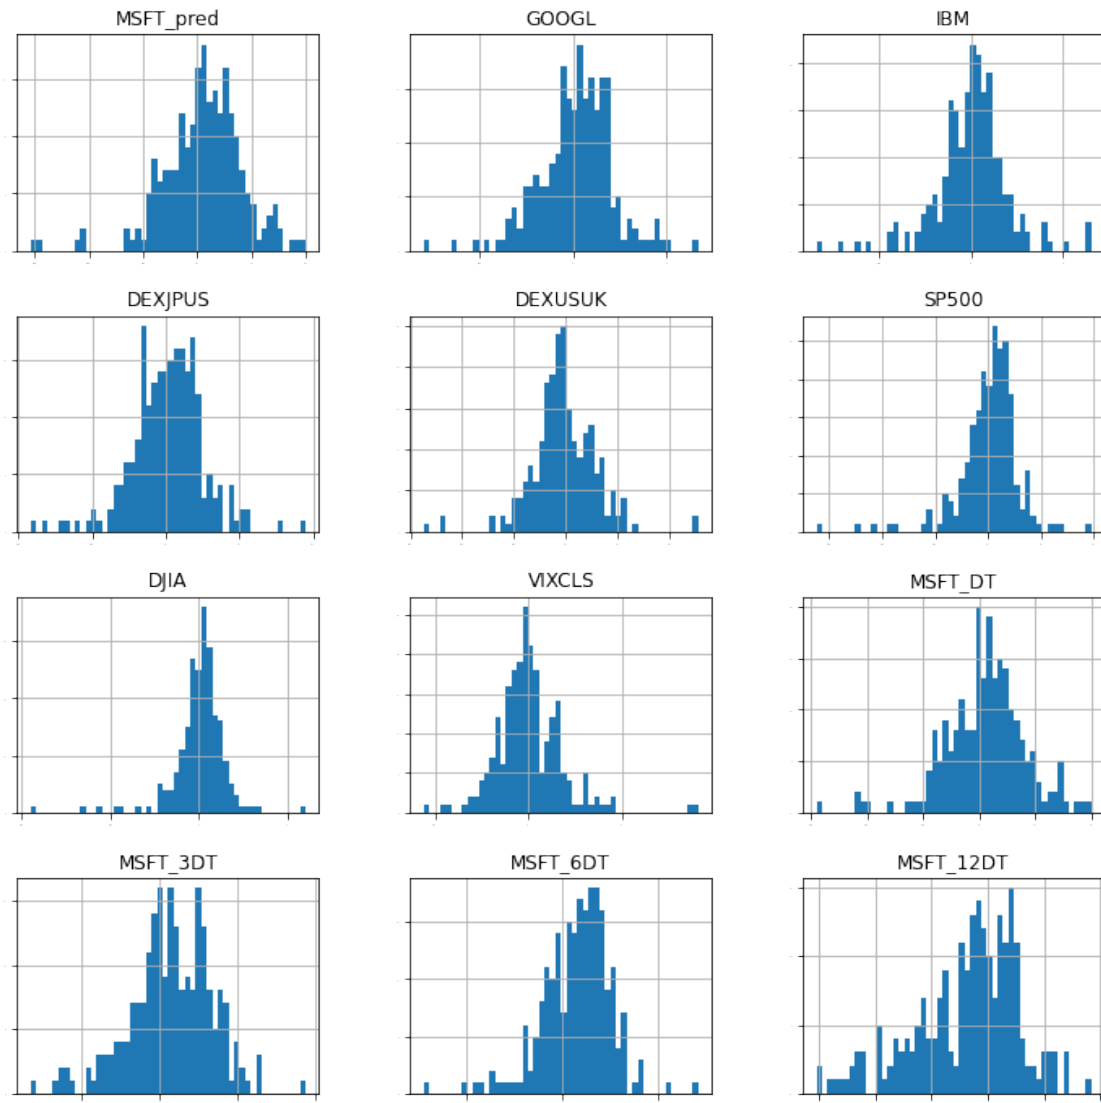 MSFT_pred
GOOGL
IBM
DEXJPUS
DEXUSUK
SP500
DJIA
VIXCLS
MSFT_DT
MSFT_3DT
MSFT_6DT
MSFT_12DT